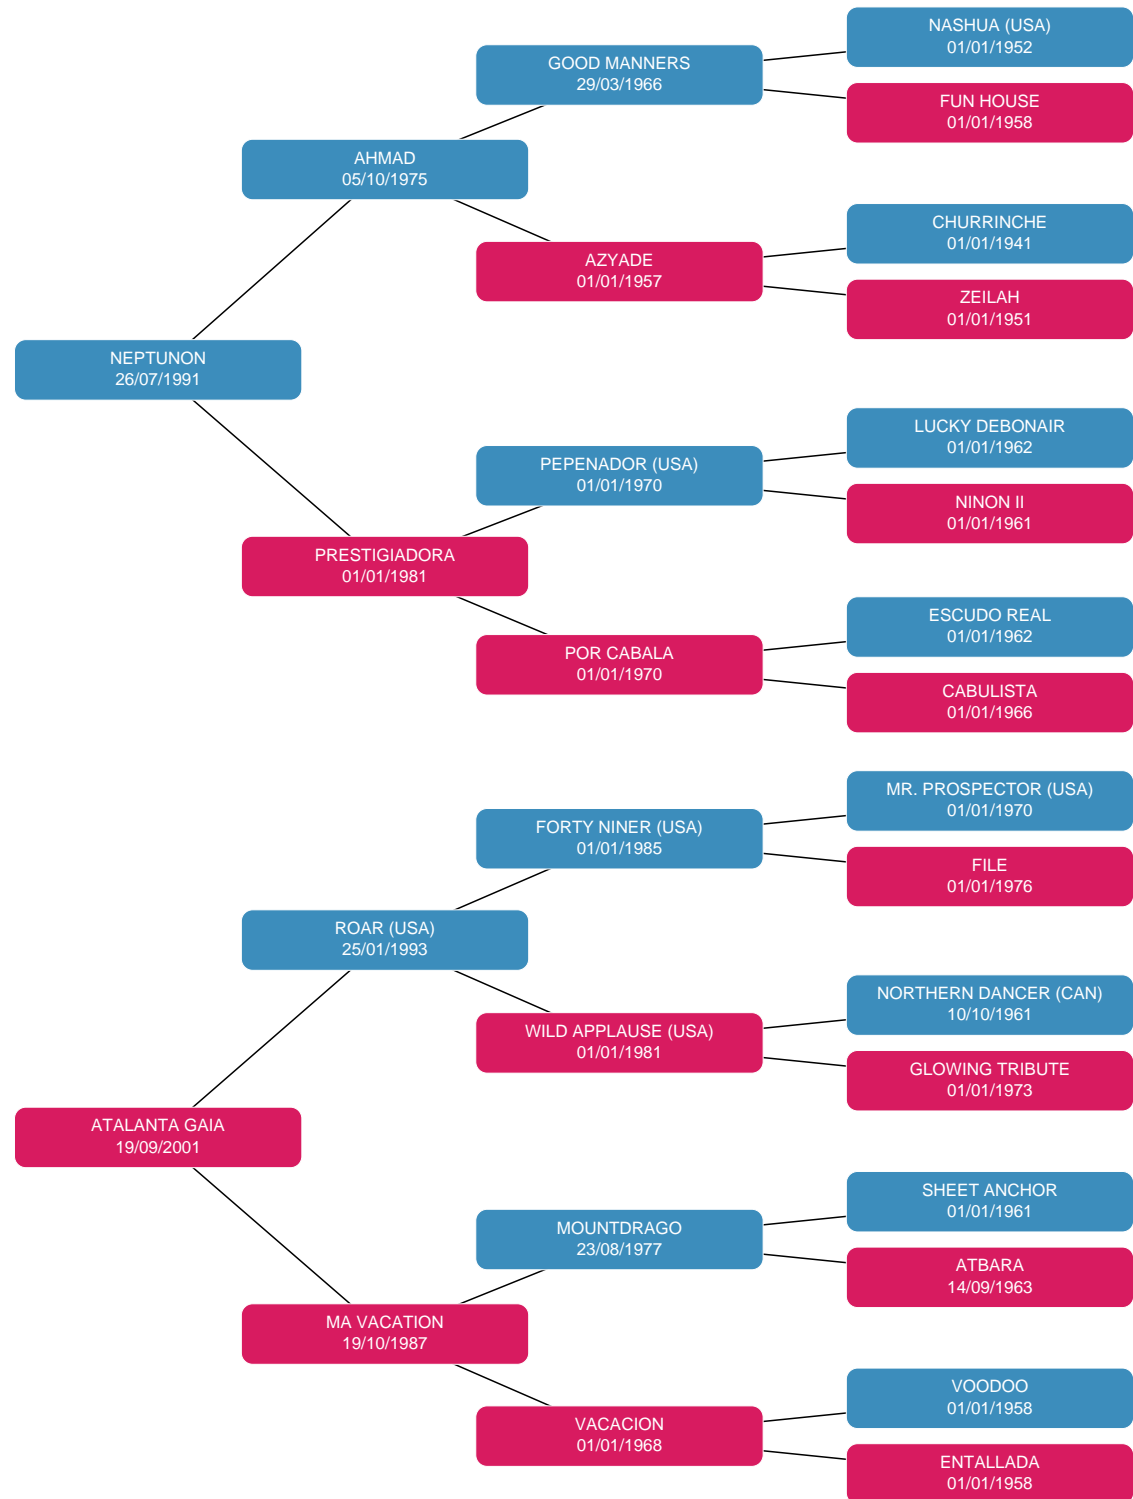 NASHUA (USA)
01/01/1952
GOOD MANNERS
29/03/1966
FUN HOUSE
01/01/1958
AHMAD
05/10/1975
CHURRINCHE
01/01/1941
AZYADE
01/01/1957
ZEILAH
01/01/1951
NEPTUNON
26/07/1991
LUCKY DEBONAIR
01/01/1962
PEPENADOR (USA)
01/01/1970
NINON II
01/01/1961
PRESTIGIADORA
01/01/1981
ESCUDO REAL
01/01/1962
POR CABALA
01/01/1970
CABULISTA
01/01/1966
MR. PROSPECTOR (USA)
01/01/1970
FORTY NINER (USA)
01/01/1985
FILE
01/01/1976
ROAR (USA)
25/01/1993
NORTHERN DANCER (CAN)
10/10/1961
WILD APPLAUSE (USA)
01/01/1981
GLOWING TRIBUTE
01/01/1973
ATALANTA GAIA
19/09/2001
SHEET ANCHOR
01/01/1961
MOUNTDRAGO
23/08/1977
ATBARA
14/09/1963
MA VACATION
19/10/1987
VOODOO
01/01/1958
VACACION
01/01/1968
ENTALLADA
01/01/1958